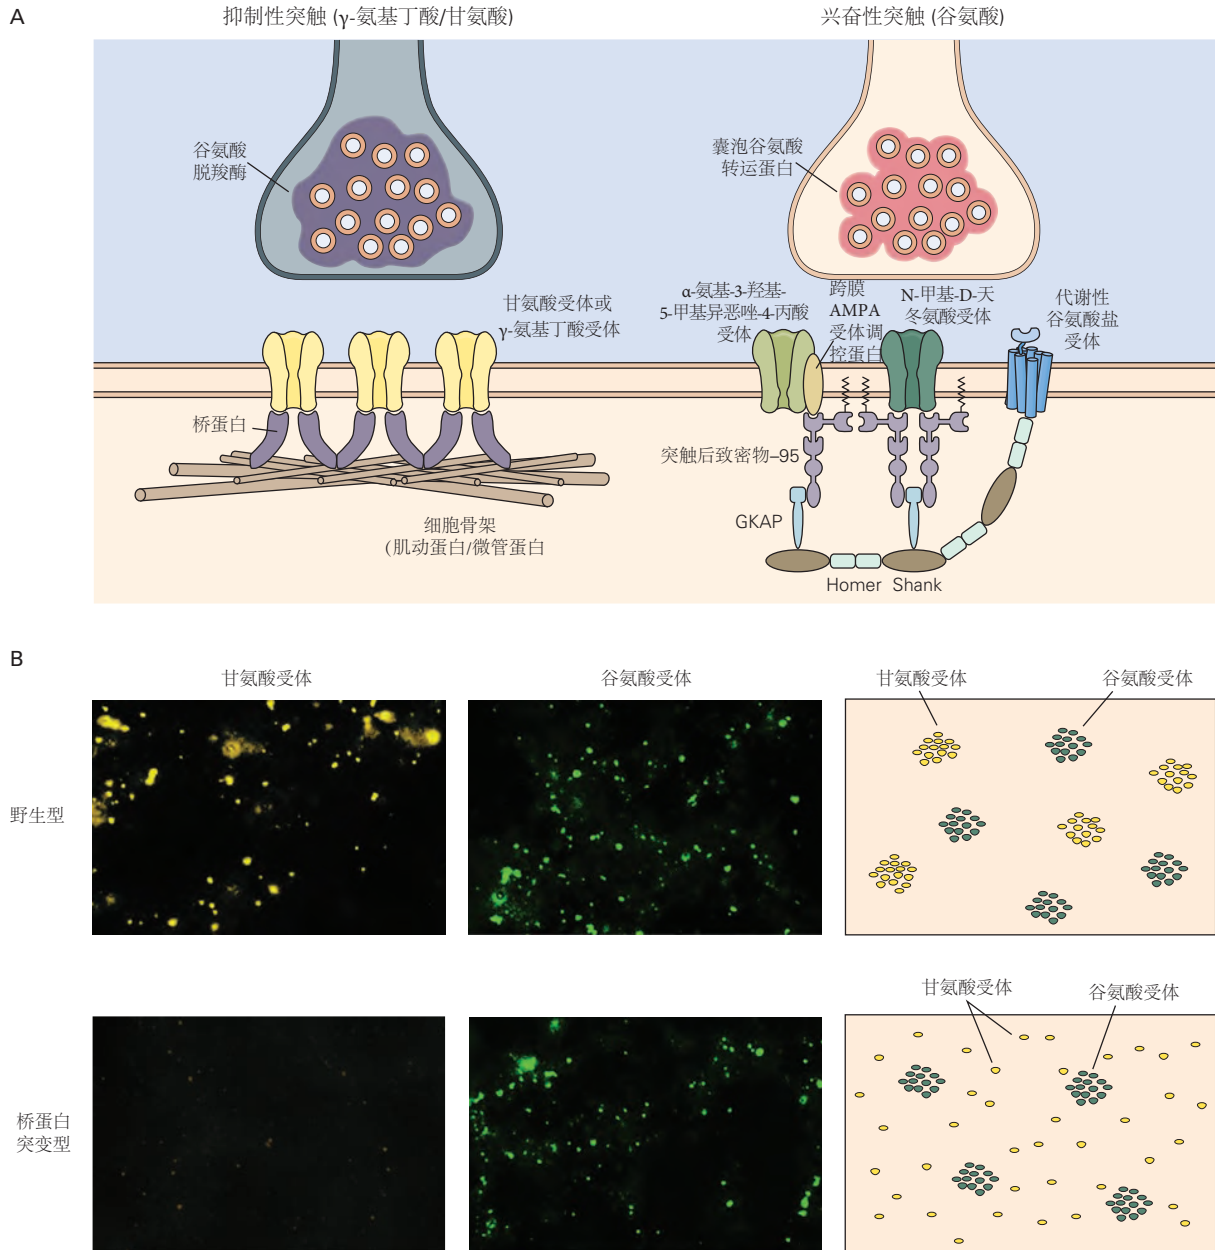 A
抑制性突触 (γ-氨基丁酸/甘氨酸)
兴奋性突触 (谷氨酸)
谷氨酸
脱羧酶
囊泡谷氨酸
转运蛋白
甘氨酸受体或
γ-氨基丁酸受体
α-氨基-3-羟基-
5-甲基异恶唑-4-丙酸
受体
跨膜
AMPA
受体调
控蛋白
N-甲基-D-天
冬氨酸受体
代谢性
谷氨酸盐
受体
桥蛋白
突触后致密物–95
GKAP
细胞骨架
(肌动蛋白/微管蛋白
Homer
Shank
B
甘氨酸受体
谷氨酸受体
甘氨酸受体
谷氨酸受体
野生型
甘氨酸受体
谷氨酸受体
桥蛋白
突变型